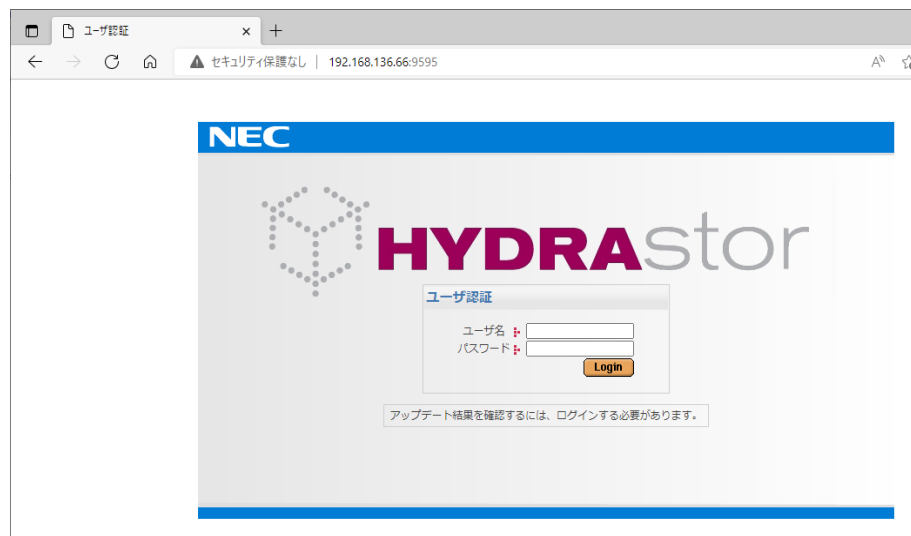 ユーザ認証
セキュリティ保護なし | 192.168.136.66:9595
NEC
HYDRAstor
ユーザ認証
ユーザ名
パスワード
Login
アップデート結果を確認するには、ログインする必要があります。